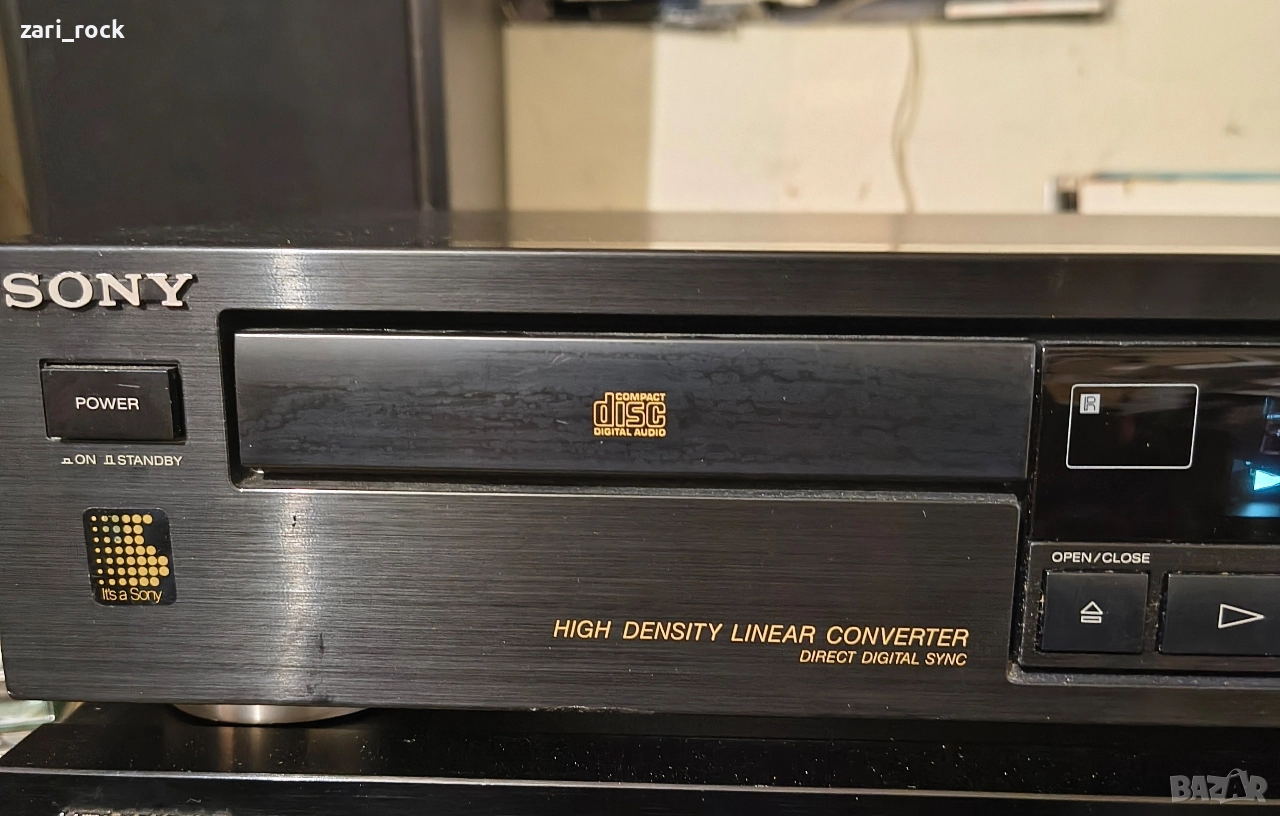 zari_rock
SONY
POWER
ON STANDBY
It's a Sony
COMPACT
disc
DIGITAL AUDIO
R
OPEN/CLOSE
HIGH DENSITY LINEAR CONVERTER
DIRECT DIGITAL SYNC
BAZAR